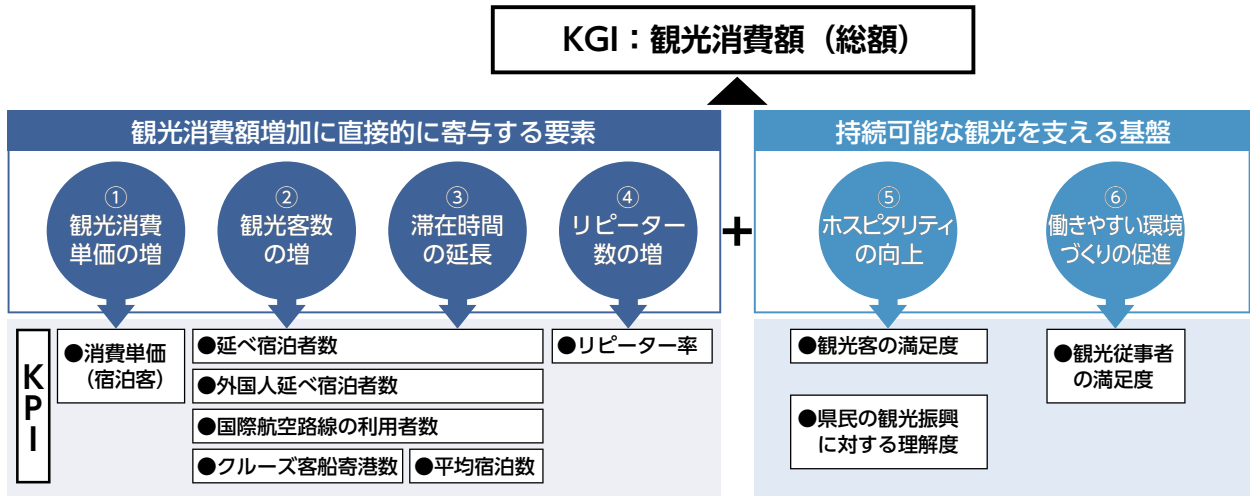 KGI：観光消費額（総額）
観光消費額増加に直接的に寄与する要素
①
観光消費
単価の増
②
観光客数
の増
③
滞在時間
の延長
④
リピーター
数の増
+
持続可能な観光を支える基盤
⑤
ホスピタリティ
の向上
⑥
働きやすい環境
づくりの促進
KPI
●消費単価
（宿泊客）
●延べ宿泊者数
●外国人延べ宿泊者数
●国際航空路線の利用者数
●クルーズ客船寄港数
●平均宿泊数
●リピーター率
●観光客の満足度
●県民の観光振興
に対する理解度
●観光従事者
の満足度